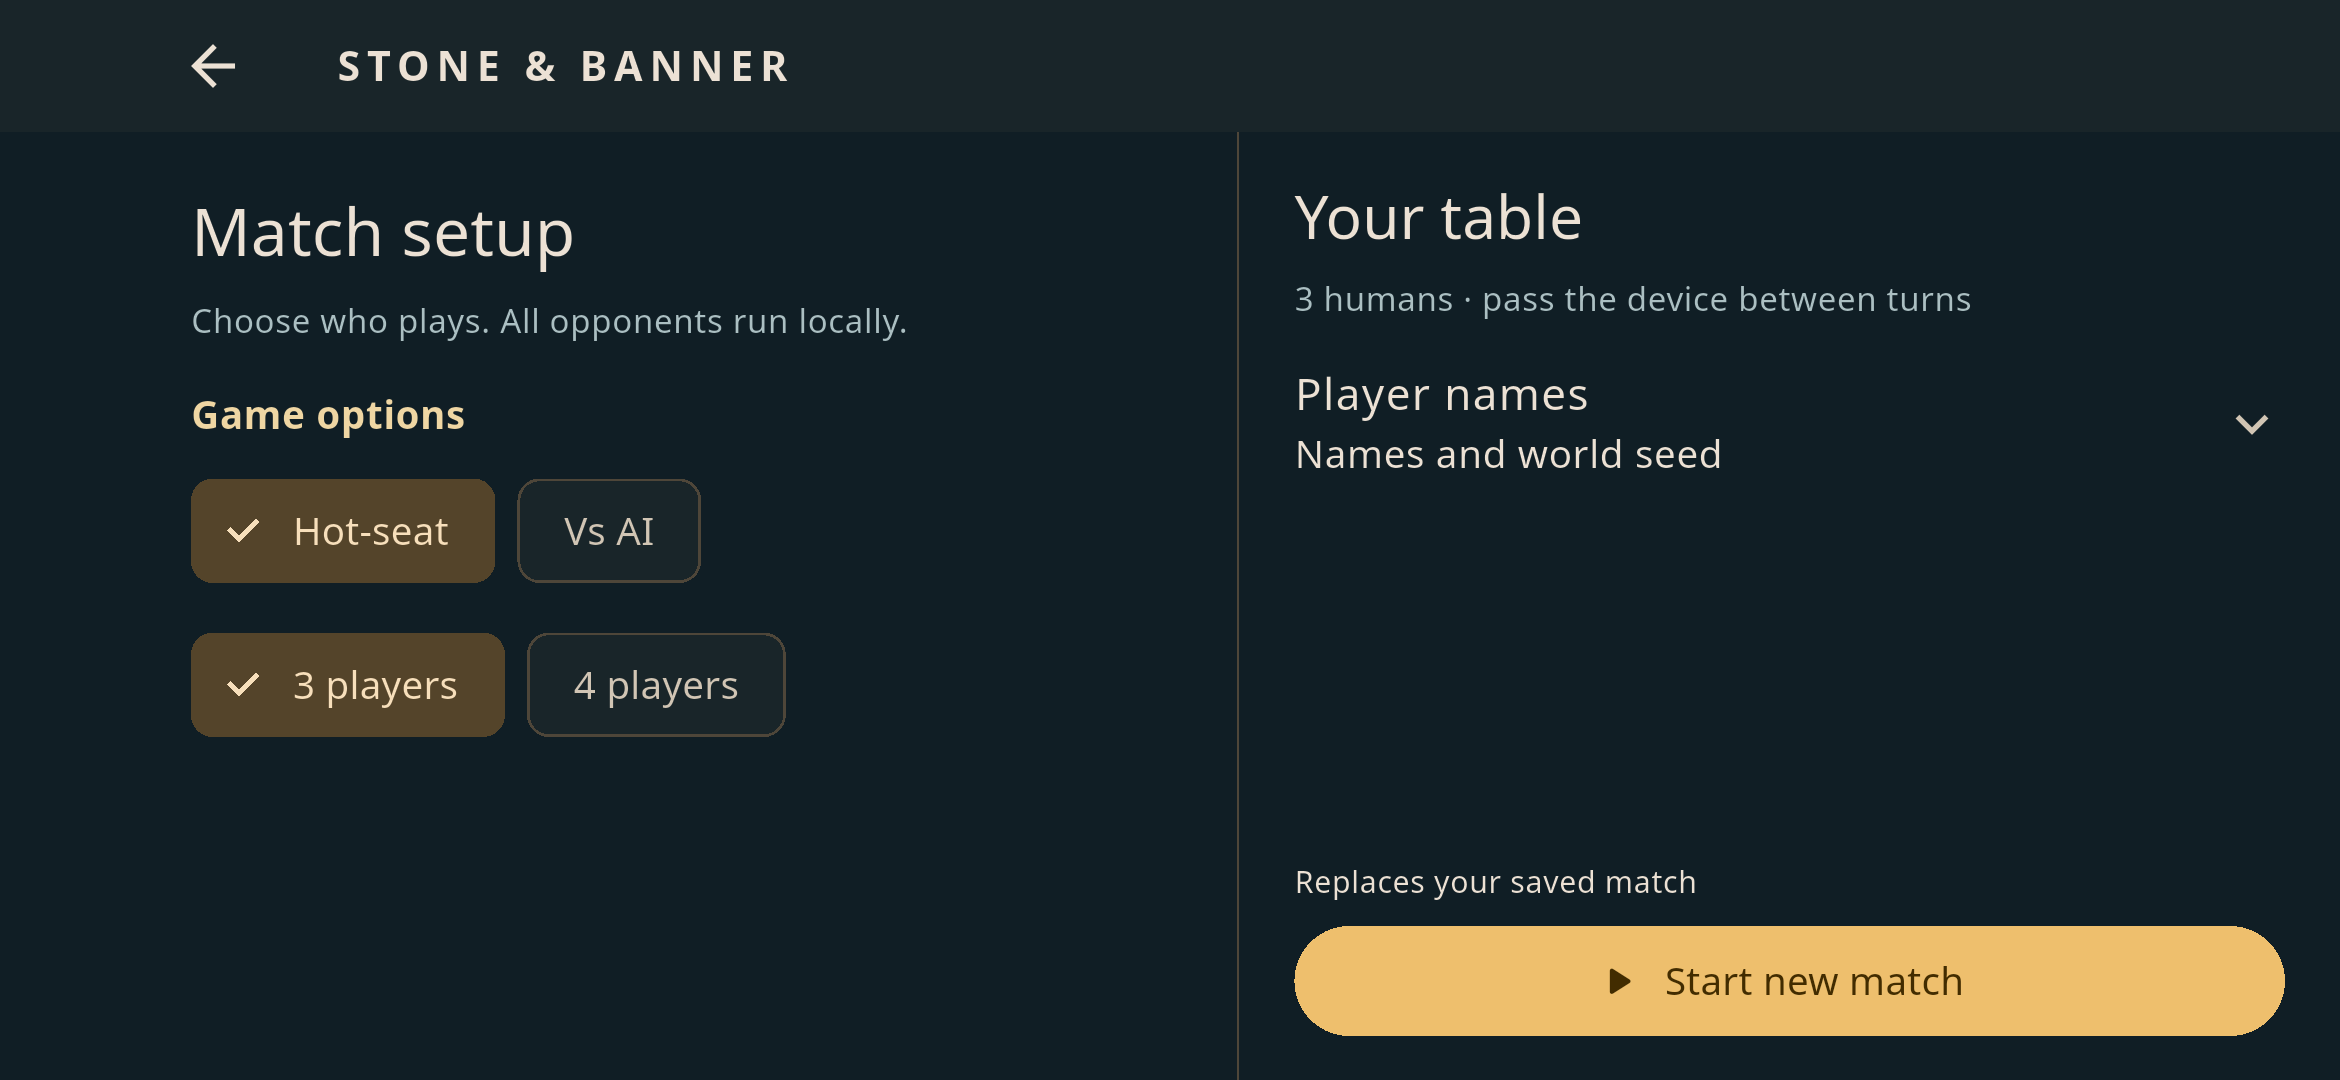 STONE & BANNER
Match setup
Choose who plays. All opponents run locally.
Game options
Hot-seat
Vs AI
3 players
4 players
Your table
3 humans · pass the device between turns
Player names
Names and world seed
Replaces your saved match
Start new match